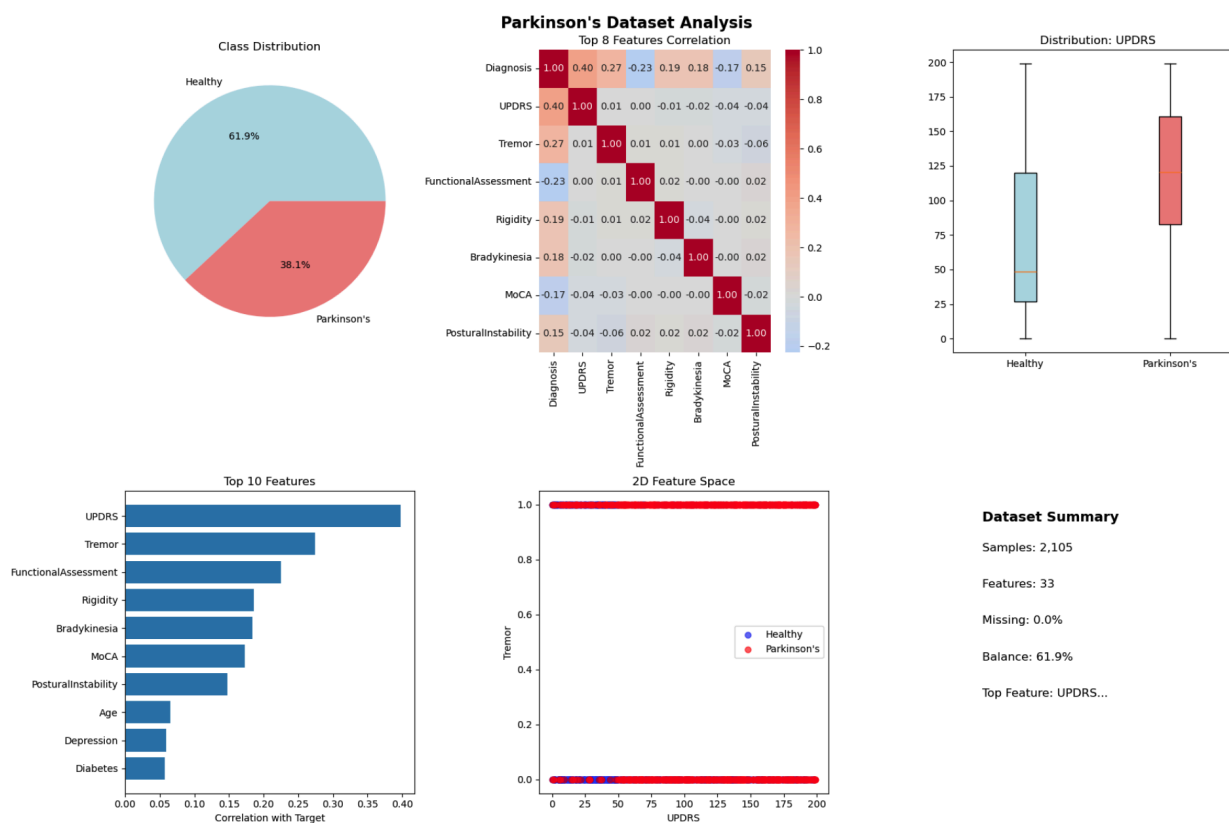 Parkinson's Dataset Analysis
Class Distribution
Healthy
61.9%
38.1%
Parkinson's
Top 8 Features Correlation
Diagnosis 1.00 0.40 0.27 -0.23 0.19 0.18 -0.17 0.15
UPDRS 0.40 1.00 0.01 0.00 -0.01 -0.02 -0.04 -0.04
Tremor 0.27 0.01 1.00 0.01 0.01 0.00 -0.03 -0.06
FunctionalAssessment -0.23 0.00 0.01 1.00 0.02 -0.00 -0.00 0.02
Rigidity 0.19 -0.01 0.01 0.02 1.00 -0.04 -0.00 0.02
Bradykinesia 0.18 -0.02 0.00 -0.00 -0.04 1.00 -0.00 0.02
MoCA -0.17 -0.04 -0.03 -0.00 -0.00 -0.00 1.00 -0.02
PosturalInstability 0.15 -0.04 -0.06 0.02 0.02 0.02 -0.02 1.00
Diagnosis
UPDRS
Tremor
FunctionalAssessment
Rigidity
Bradykinesia
MoCA
PosturalInstability
1.0
0.8
0.6
0.4
0.2
0.0
−0.2
Distribution: UPDRS
200
175
150
125
100
75
50
25
0
Healthy Parkinson's
Top 10 Features
UPDRS
Tremor
FunctionalAssessment
Rigidity
Bradykinesia
MoCA
PosturalInstability
Age
Depression
Diabetes
0.00 0.05 0.10 0.15 0.20 0.25 0.30 0.35 0.40
Correlation with Target
2D Feature Space
1.0
0.8
0.6
0.4
0.2
0.0
Tremor
Healthy
Parkinson's
0 25 50 75 100 125 150 175 200
UPDRS
Dataset Summary
Samples: 2,105
Features: 33
Missing: 0.0%
Balance: 61.9%
Top Feature: UPDRS...